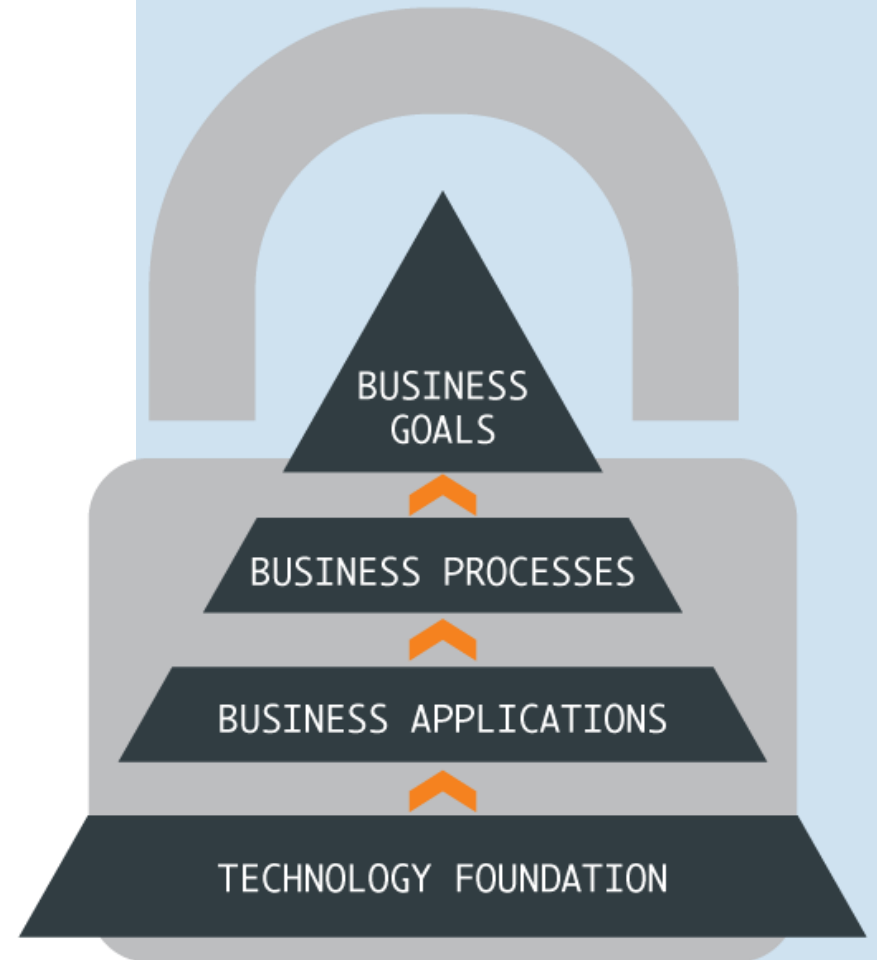 BUSINESS
GOALS
BUSINESS PROCESSES
BUSINESS APPLICATIONS
TECHNOLOGY FOUNDATION